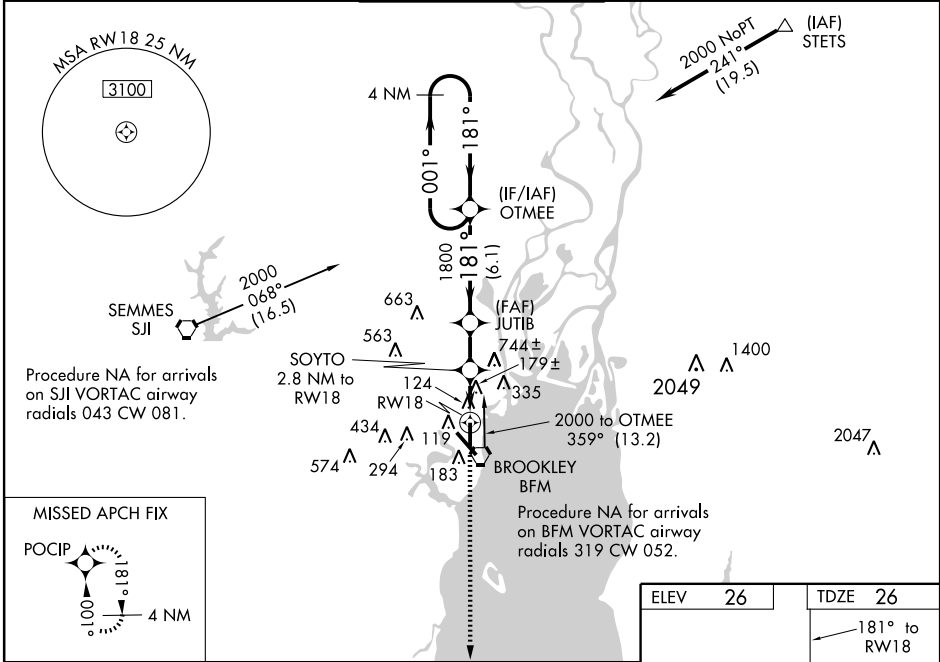 MSA RW18 25 NM
3100
(IAF)
STETS
2000 NoPT
241°
(19.5)
4 NM
001°
181°
(IF/IAF)
OTMEE
1800
181°
(6.1)
2000
068°
(16.5)
SEMMES
SJI
Procedure NA for arrivals
on SJI VORTAC airway
radials 043 CW 081.
663
563
(FAF)
JUTIB
744±
179±
335
SOYTO
2.8 NM to
RW18
124
RW18
119
434
294
574
183
2049
1400
2047
2000 to OTMEE
359° (13.2)
BROOKLEY
BFM
Procedure NA for arrivals
on BFM VORTAC airway
radials 319 CW 052.
MISSED APCH FIX
POCIP
181°
001°
4 NM
ELEV 26
TDZE 26
181° to
RW18